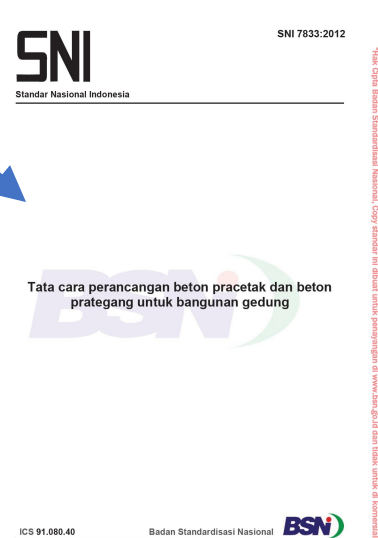 SNI
SNI 7833:2012
Standar Nasional Indonesia
BSN
Tata cara perancangan beton pracetak dan beton
prategang untuk bangunan gedung
ICS 91.080.40
Badan Standardisasi Nasional
BSN
"Hak Cipta Badan Standardisasi Nasional, Copy standar ini dibuat untuk penayangan di www.bsn.go.id dan tidak untuk di komersial